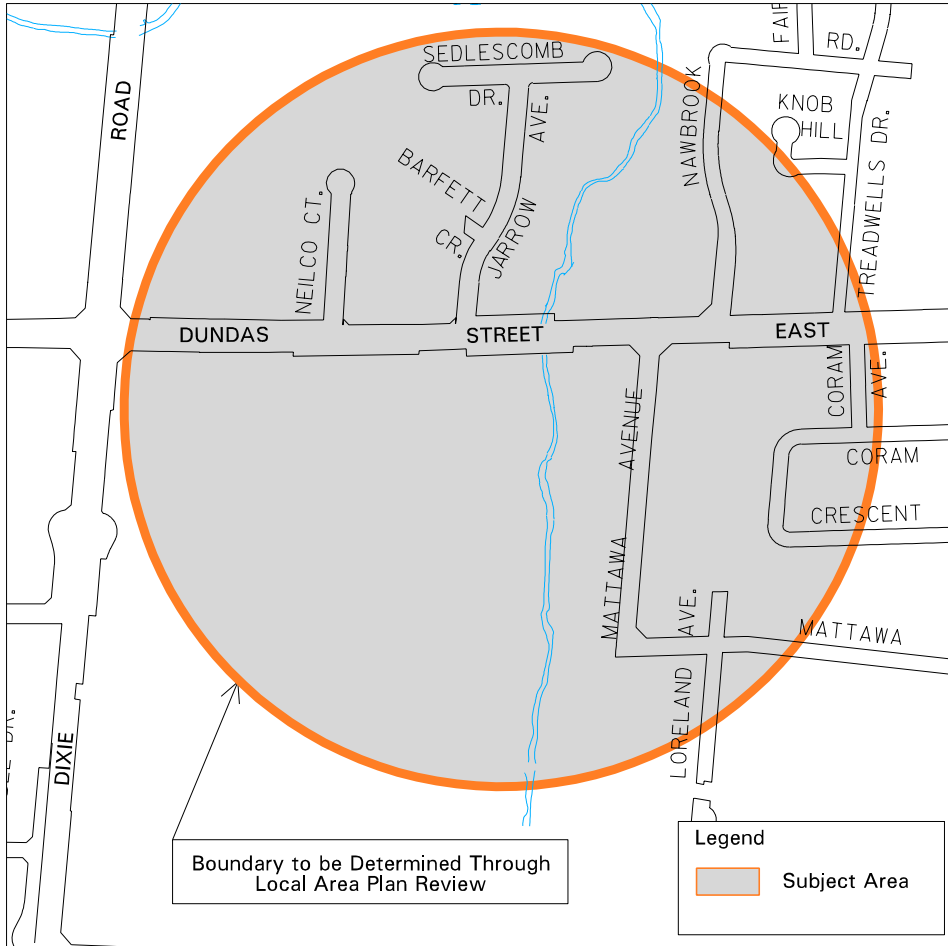 FAIR
RD.
SEDLESCOMB
DR.
AVE.
ROAD
NAWBROOK
KNOB
HILL
TREADWELLS DR.
BARFETT
CR.
JARROW
NEILCO CT.
DUNDAS
STREET
EAST
CORAM
AVE.
AVENUE
MATTAWA
CORAM
CRESCENT
AVE.
MATTAWA
LORELAND
DR.
DIXIE
Boundary to be Determined Through
Local Area Plan Review
Legend
Subject Area